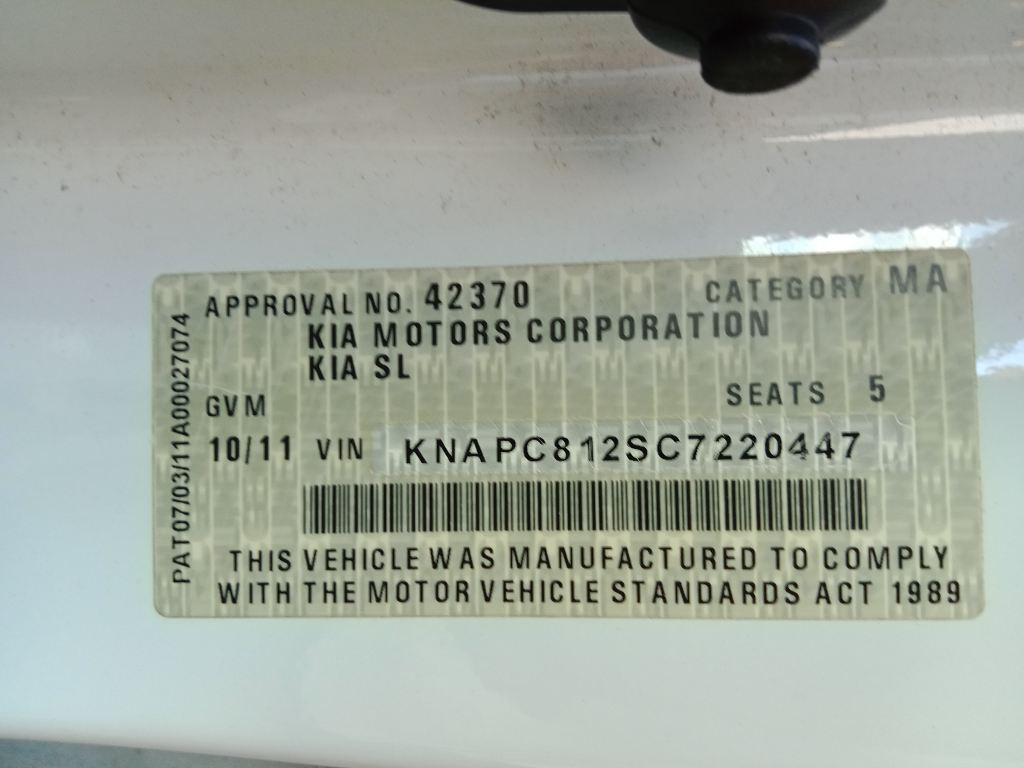 APPROVAL NO. 42370 CATEGORY MA
KIA MOTORS CORPORATION
KIA SL
GVM SEATS 5
10/11 VIN KNAPC812SC7220447
THIS VEHICLE WAS MANUFACTURED TO COMPLY
WITH THE MOTOR VEHICLE STANDARDS ACT 1989
PAT07/03/11A00027074